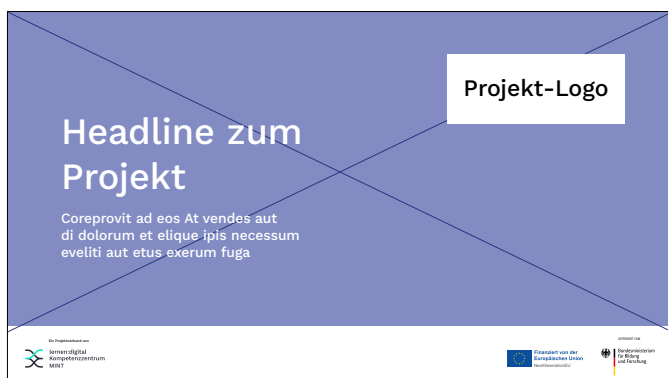 Projekt-Logo
Headline zum
Projekt
Coreprovit ad eos At vendes aut
di dolorum et elique ipis necessum
eveliti aut etus exerum fuga
Ein Projektverbund von
lernen:digital
Kompetenzzentrum
MINT
Finanziert von der
Europäischen Union
NextGenerationEU
GEFÖRDERT VOM
Bundesministerium
für Bildung
und Forschung